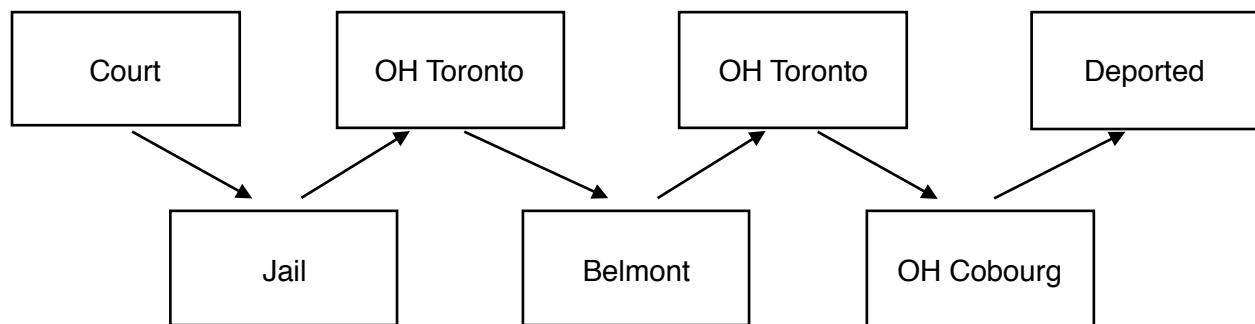 Court
OH Toronto
OH Toronto
Deported
Jail
Belmont
OH Cobourg